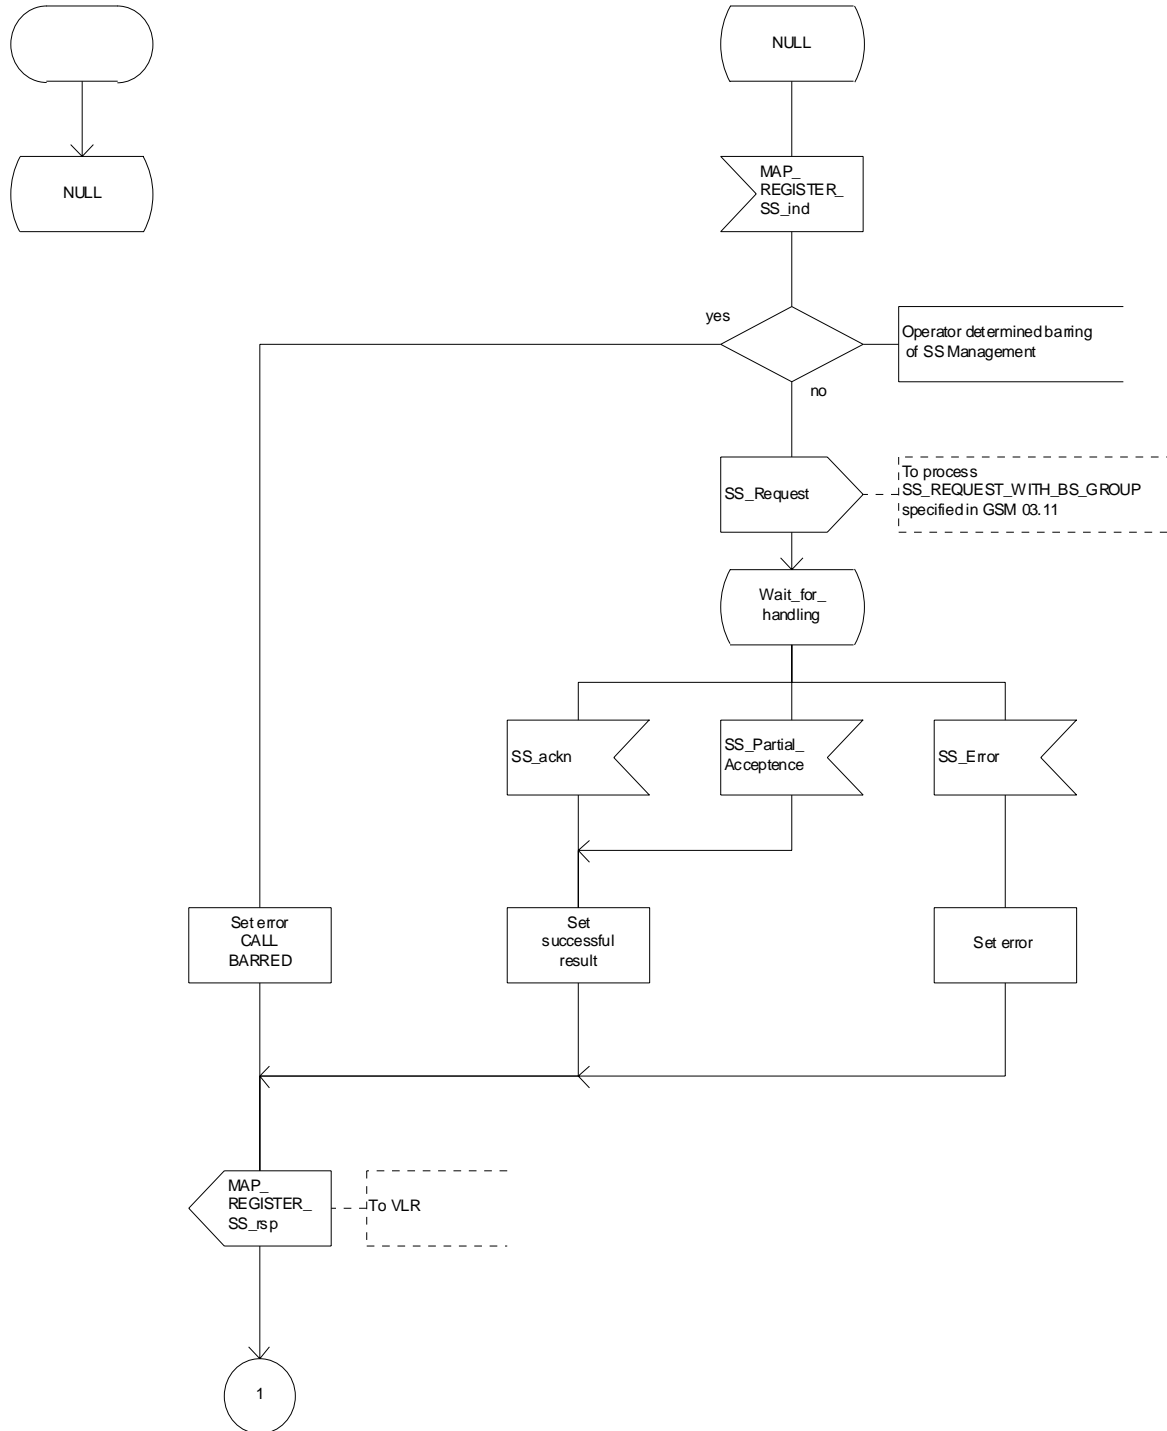 NULL
NULL
MAP_
REGISTER_
SS_ind
yes
Operator determined barring
of SS Management
no
SS_Request
To process
SS_REQUEST_WITH_BS_GROUP
specified in GSM 03.11
Wait_for_
handling
SS_ackn
SS_Partial_
Acceptence
SS_Error
Set error
CALL
BARRED
Set
successful
result
Set error
MAP_
REGISTER_
SS_rsp
To VLR
1